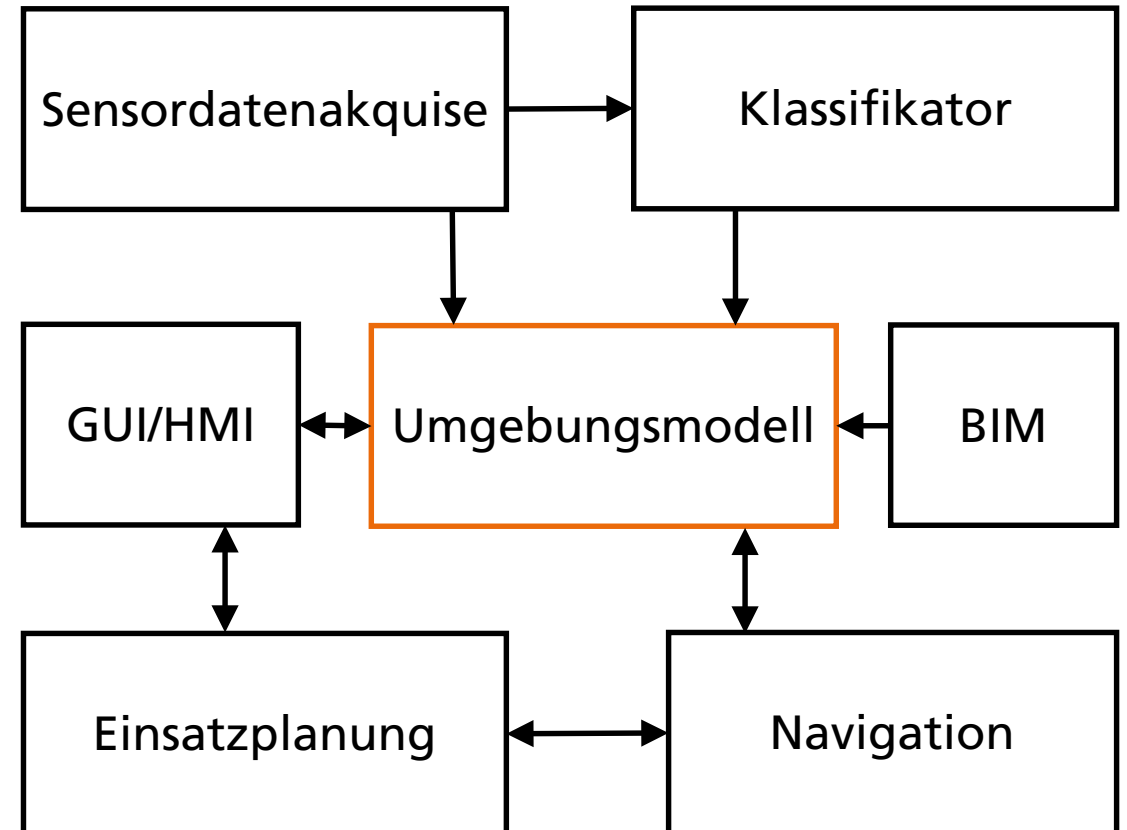 Sensordatenakquise
Klassifikator
GUI/HMI
Umgebungsmodell
BIM
Einsatzplanung
Navigation